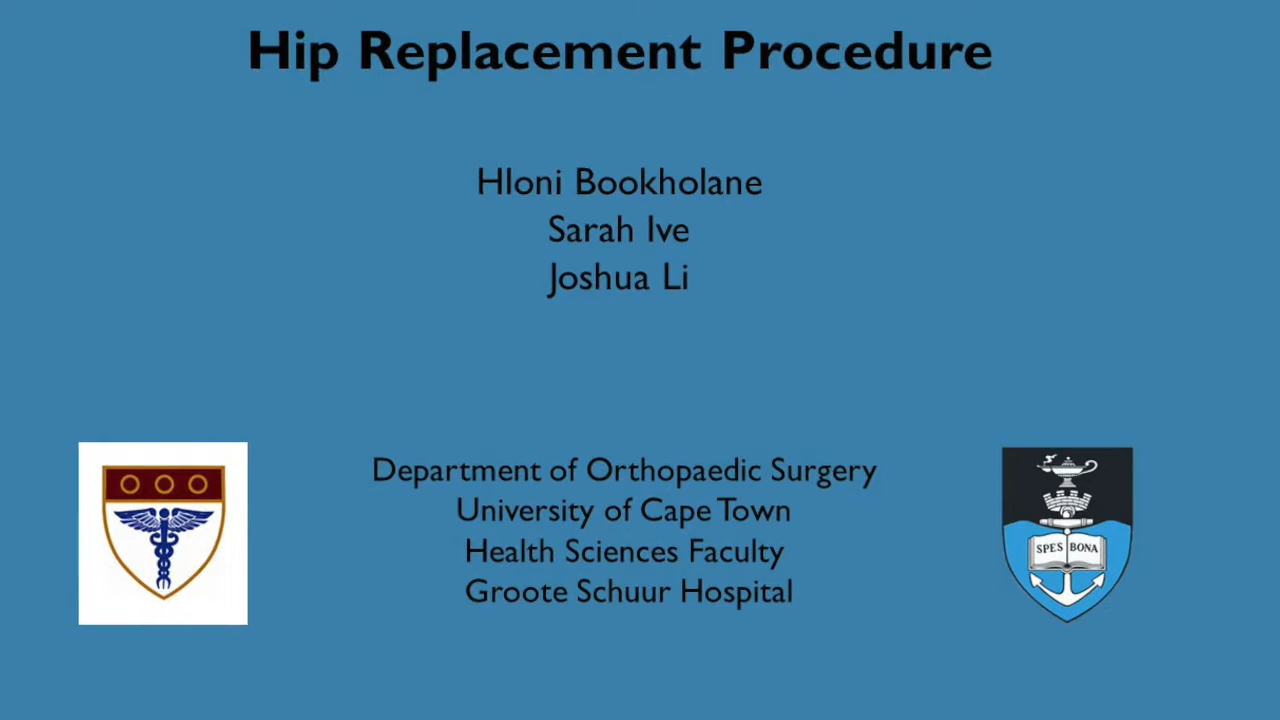 Hip Replacement Procedure
Hloni Bookholane
Sarah Ive
Joshua Li
Department of Orthopaedic Surgery
University of Cape Town
Health Sciences Faculty
Groote Schuur Hospital
SPES BONA